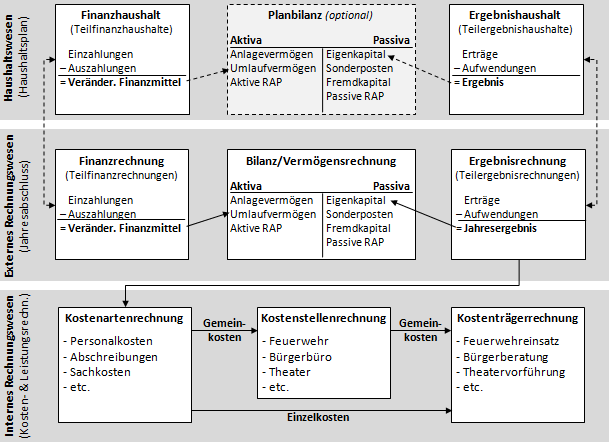 Haushaltswesen
(Haushaltsplan)
Finanzhaushalt
(Teilfinanzhaushalte)
Einzahlungen
– Auszahlungen
= Veränder. Finanzmittel
Planbilanz (optional)
Aktiva Passiva
Anlagevermögen Eigenkapital
Umlaufvermögen Sonderposten
Aktive RAP Fremdkapital
Passive RAP
Ergebnishaushalt
(Teilergebnishaushalte)
Erträge
– Aufwendungen
= Ergebnis
Externes Rechnungswesen
(Jahresabschluss)
Finanzrechnung
(Teilfinanzrechnungen)
Einzahlungen
– Auszahlungen
= Veränder. Finanzmittel
Bilanz/Vermögensrechnung
Aktiva Passiva
Anlagevermögen Eigenkapital
Umlaufvermögen Sonderposten
Aktive RAP Fremdkapital
Passive RAP
Ergebnisrechnung
(Teilergebnisrechnungen)
Erträge
– Aufwendungen
= Jahresergebnis
Internes Rechnungswesen
(Kosten- & Leistungsrechn.)
Kostenartenrechnung
- Personalkosten
- Abschreibungen
- Sachkosten
- etc.
Gemein-
kosten
Kostenstellenrechnung
- Feuerwehr
- Bürgerbüro
- Theater
- etc.
Gemein-
kosten
Kostenträgerrechnung
- Feuerwehreinsatz
- Bürgerberatung
- Theatervorführung
- etc.
Einzelkosten